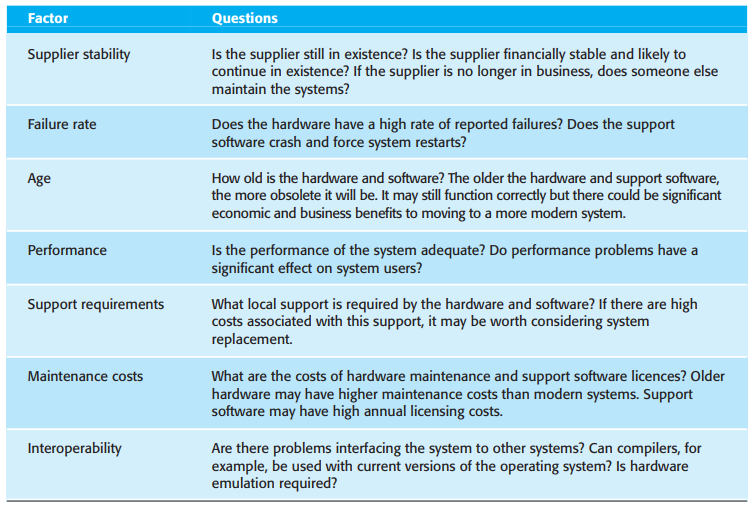 Factor Questions
Supplier stability Is the supplier still in existence? Is the supplier financially stable and likely to
continue in existence? If the supplier is no longer in business, does someone else
maintain the systems?
Failure rate Does the hardware have a high rate of reported failures? Does the support
software crash and force system restarts?
Age How old is the hardware and software? The older the hardware and support software,
the more obsolete it will be. It may still function correctly but there could be significant
economic and business benefits to moving to a more modern system.
Performance Is the performance of the system adequate? Do performance problems have a
significant effect on system users?
Support requirements What local support is required by the hardware and software? If there are high
costs associated with this support, it may be worth considering system
replacement.
Maintenance costs What are the costs of hardware maintenance and support software licences? Older
hardware may have higher maintenance costs than modern systems. Support
software may have high annual licensing costs.
Interoperability Are there problems interfacing the system to other systems? Can compilers, for
example, be used with current versions of the operating system? Is hardware
emulation required?